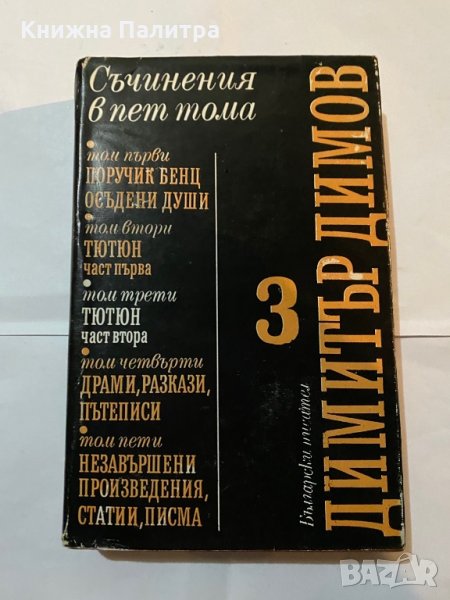 Книжна Палитра
Съчинения
в пет тома
том първи
ПОРУЧИК БЕНЦ
ОСЪДЕНИ ДУШИ
том втори
ТЮТЮН
ЧАСТ ПЪРВА
том трети
ТЮТЮН
ЧАСТ ВТОРА
том четвърти
ДРАМИ, РАЗКАЗИ,
ПЪТЕПИСИ
том пети
НЕЗАВЪРШЕНИ
ПРОИЗВЕДЕНИЯ,
СТАТИИ, ПИСМА
3
Български писател
ДИМИТЪР ДИМОВ
BAZAR